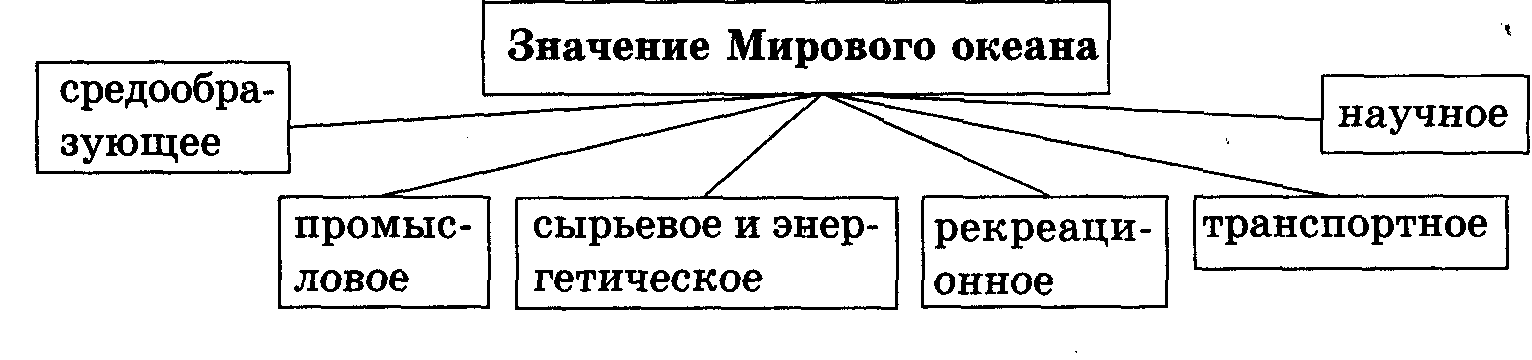 Значение Мирового океана
средообра-
зующее
научное
промыс-
ловое
сырьевое и энер-
гетическое
рекреаци-
онное
транспортное